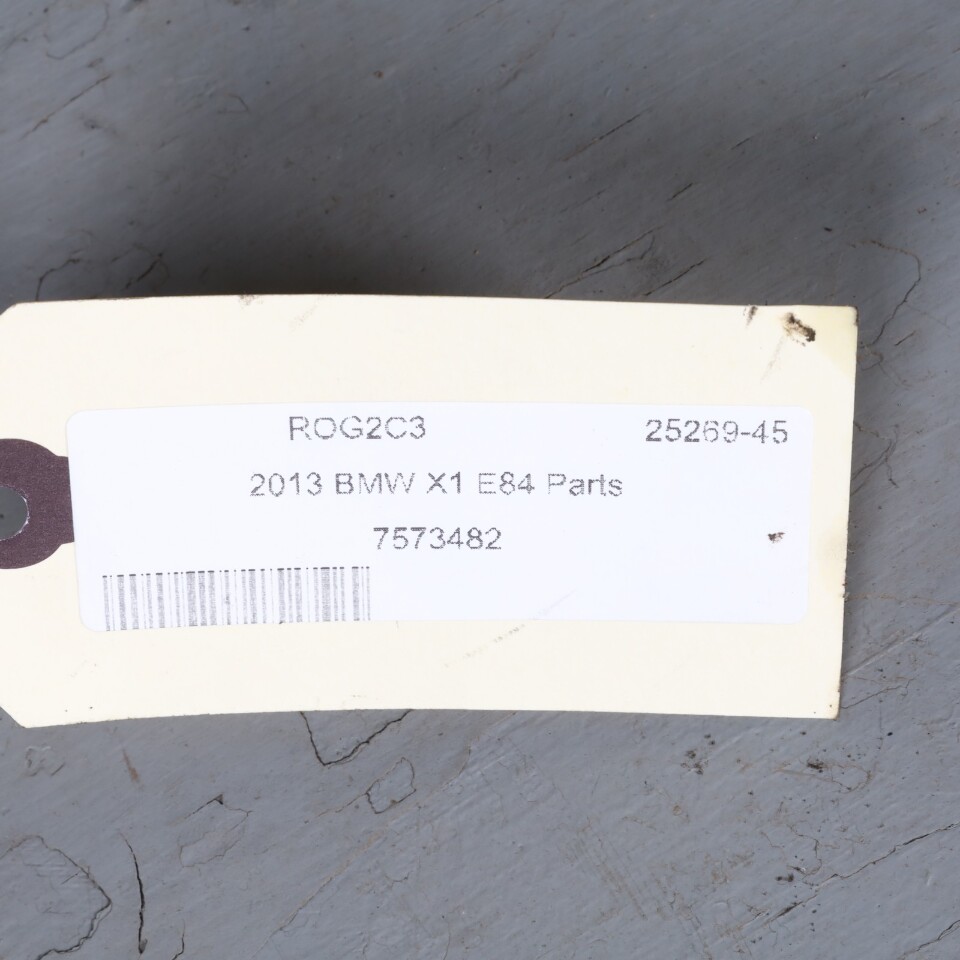 ROG2C3 25269-45
2013 BMW X1 E84 Parts
7573482